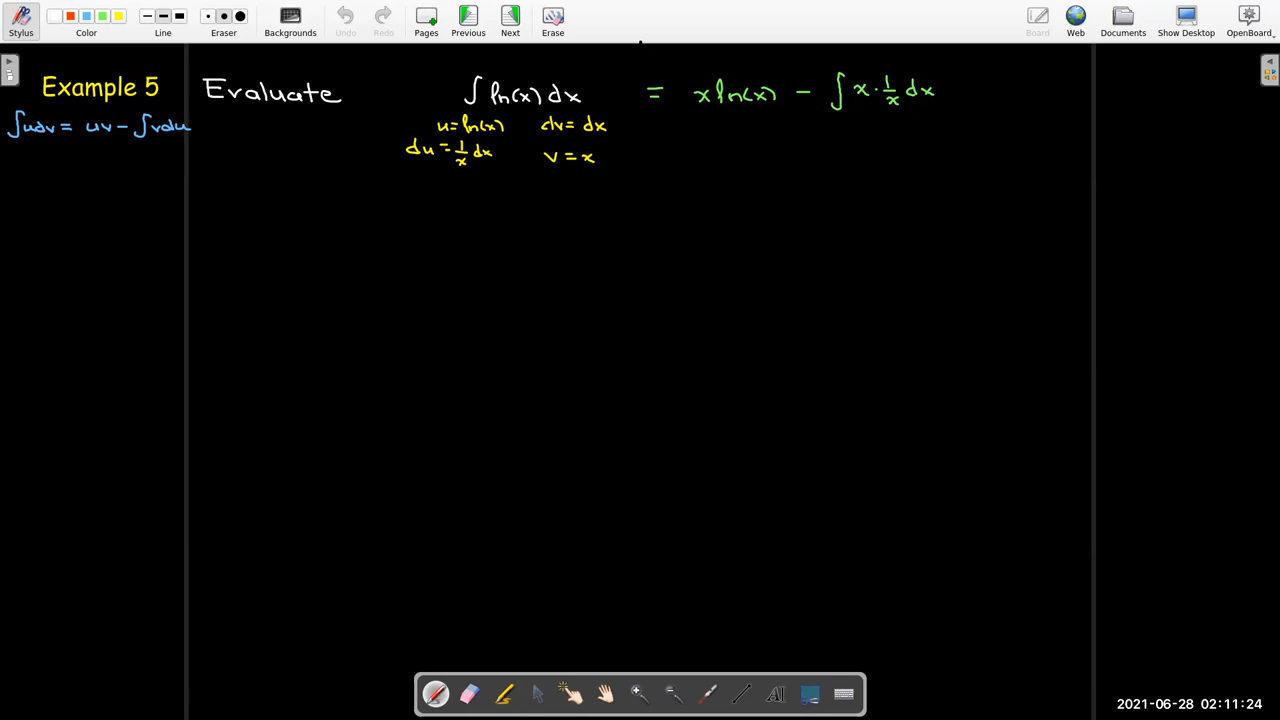 Stylus Color Line Eraser Backgrounds Undo Redo Pages Previous Next Erase Board Web Documents Show Desktop OpenBoard
Example 5 Evaluate ∫ ln(x) dx = x ln(x) − ∫ x · 1/x dx
∫udv = uv − ∫vdu u = ln(x) dv = dx
du = 1/x dx v = x
2021-06-28 02:11:24